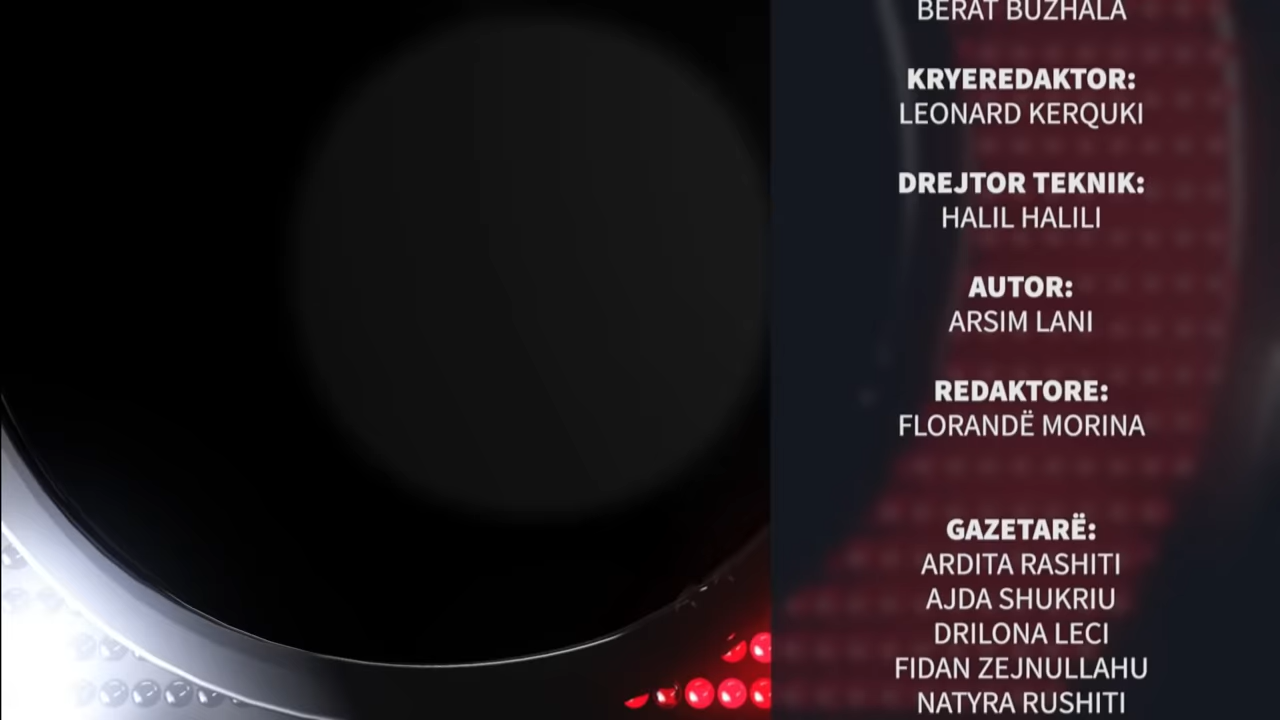 BERAT BUZHALA
KRYEREDAKTOR:
LEONARD KERQUKI
DREJTOR TEKNIK:
HALIL HALILI
AUTOR:
ARSIM LANI
REDAKTORE:
FLORANDË MORINA
GAZETARË:
ARDITA RASHITI
AJDA SHUKRIU
DRILONA LECI
FIDAN ZEJNULLAHU
NATYRA RUSHITI